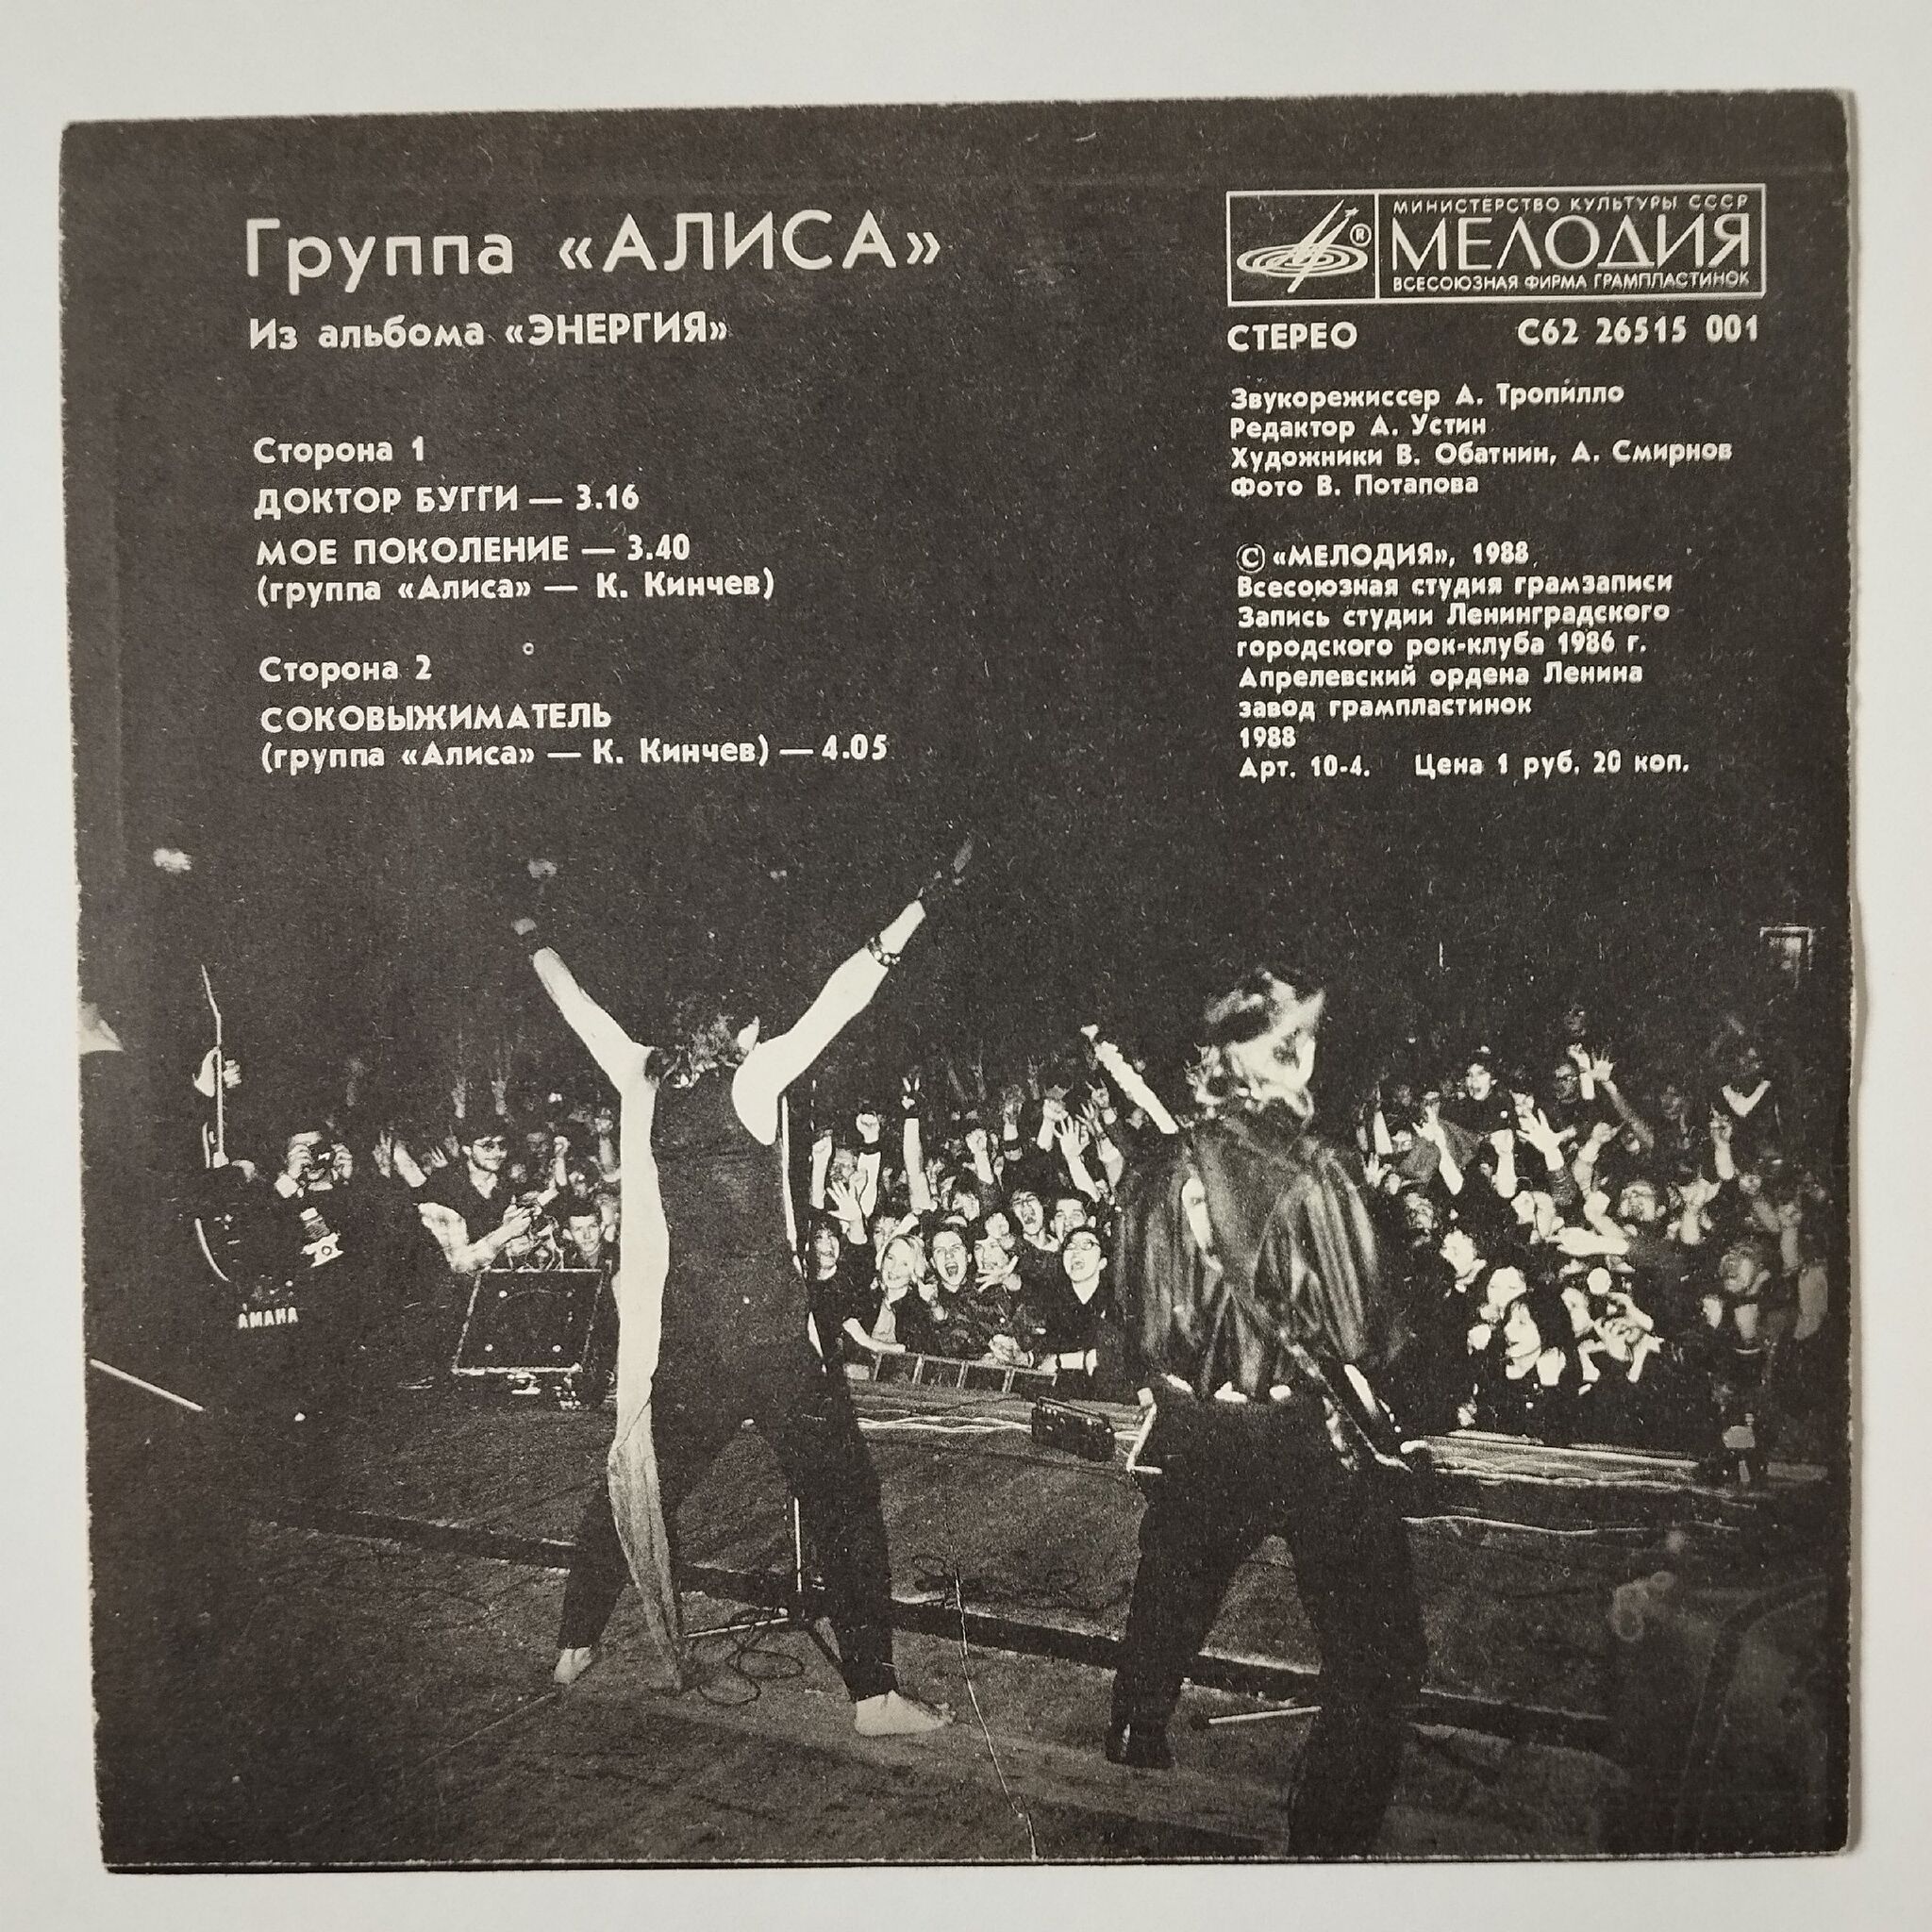 Группа «АЛИСА»
Из альбома «ЭНЕРГИЯ»
Сторона 1
ДОКТОР БУГГИ — 3.16
МОЕ ПОКОЛЕНИЕ — 3.40
(группа «Алиса» — К. Кинчев)
Сторона 2
СОКОВЫЖИМАТЕЛЬ
(группа «Алиса» — К. Кинчев) — 4.05
МИНИСТЕРСТВО КУЛЬТУРЫ СССР
МЕЛОДИЯ
ВСЕСОЮЗНАЯ ФИРМА ГРАМПЛАСТИНОК
®
СТЕРЕО С62 26515 001
Звукорежиссер А. Тропилло
Редактор А. Устин
Художники В. Обатнин, А. Смирнов
Фото В. Потапова
© «МЕЛОДИЯ», 1988
Всесоюзная студия грамзаписи
Запись студии Ленинградского
городского рок-клуба 1986 г.
Апрелевский ордена Ленина
завод грампластинок
1988
Арт. 10-4. Цена 1 руб. 20 коп.
AMAHA